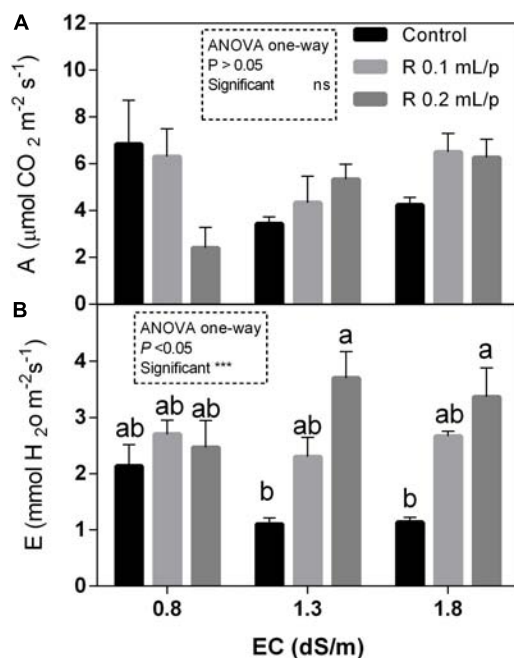 A
ANOVA one-way
P > 0.05
Significant ns
Control
R 0.1 mL/p
R 0.2 mL/p
A (μmol CO 2 m-2 s-1)
12
10
8
6
4
2
0
B
ANOVA one-way
P <0.05
Significant ***
E (mmol H 2o m-2s-1)
4
3
2
1
0
ab
ab
ab
b
ab
a
b
ab
a
0.8
1.3
1.8
EC (dS/m)